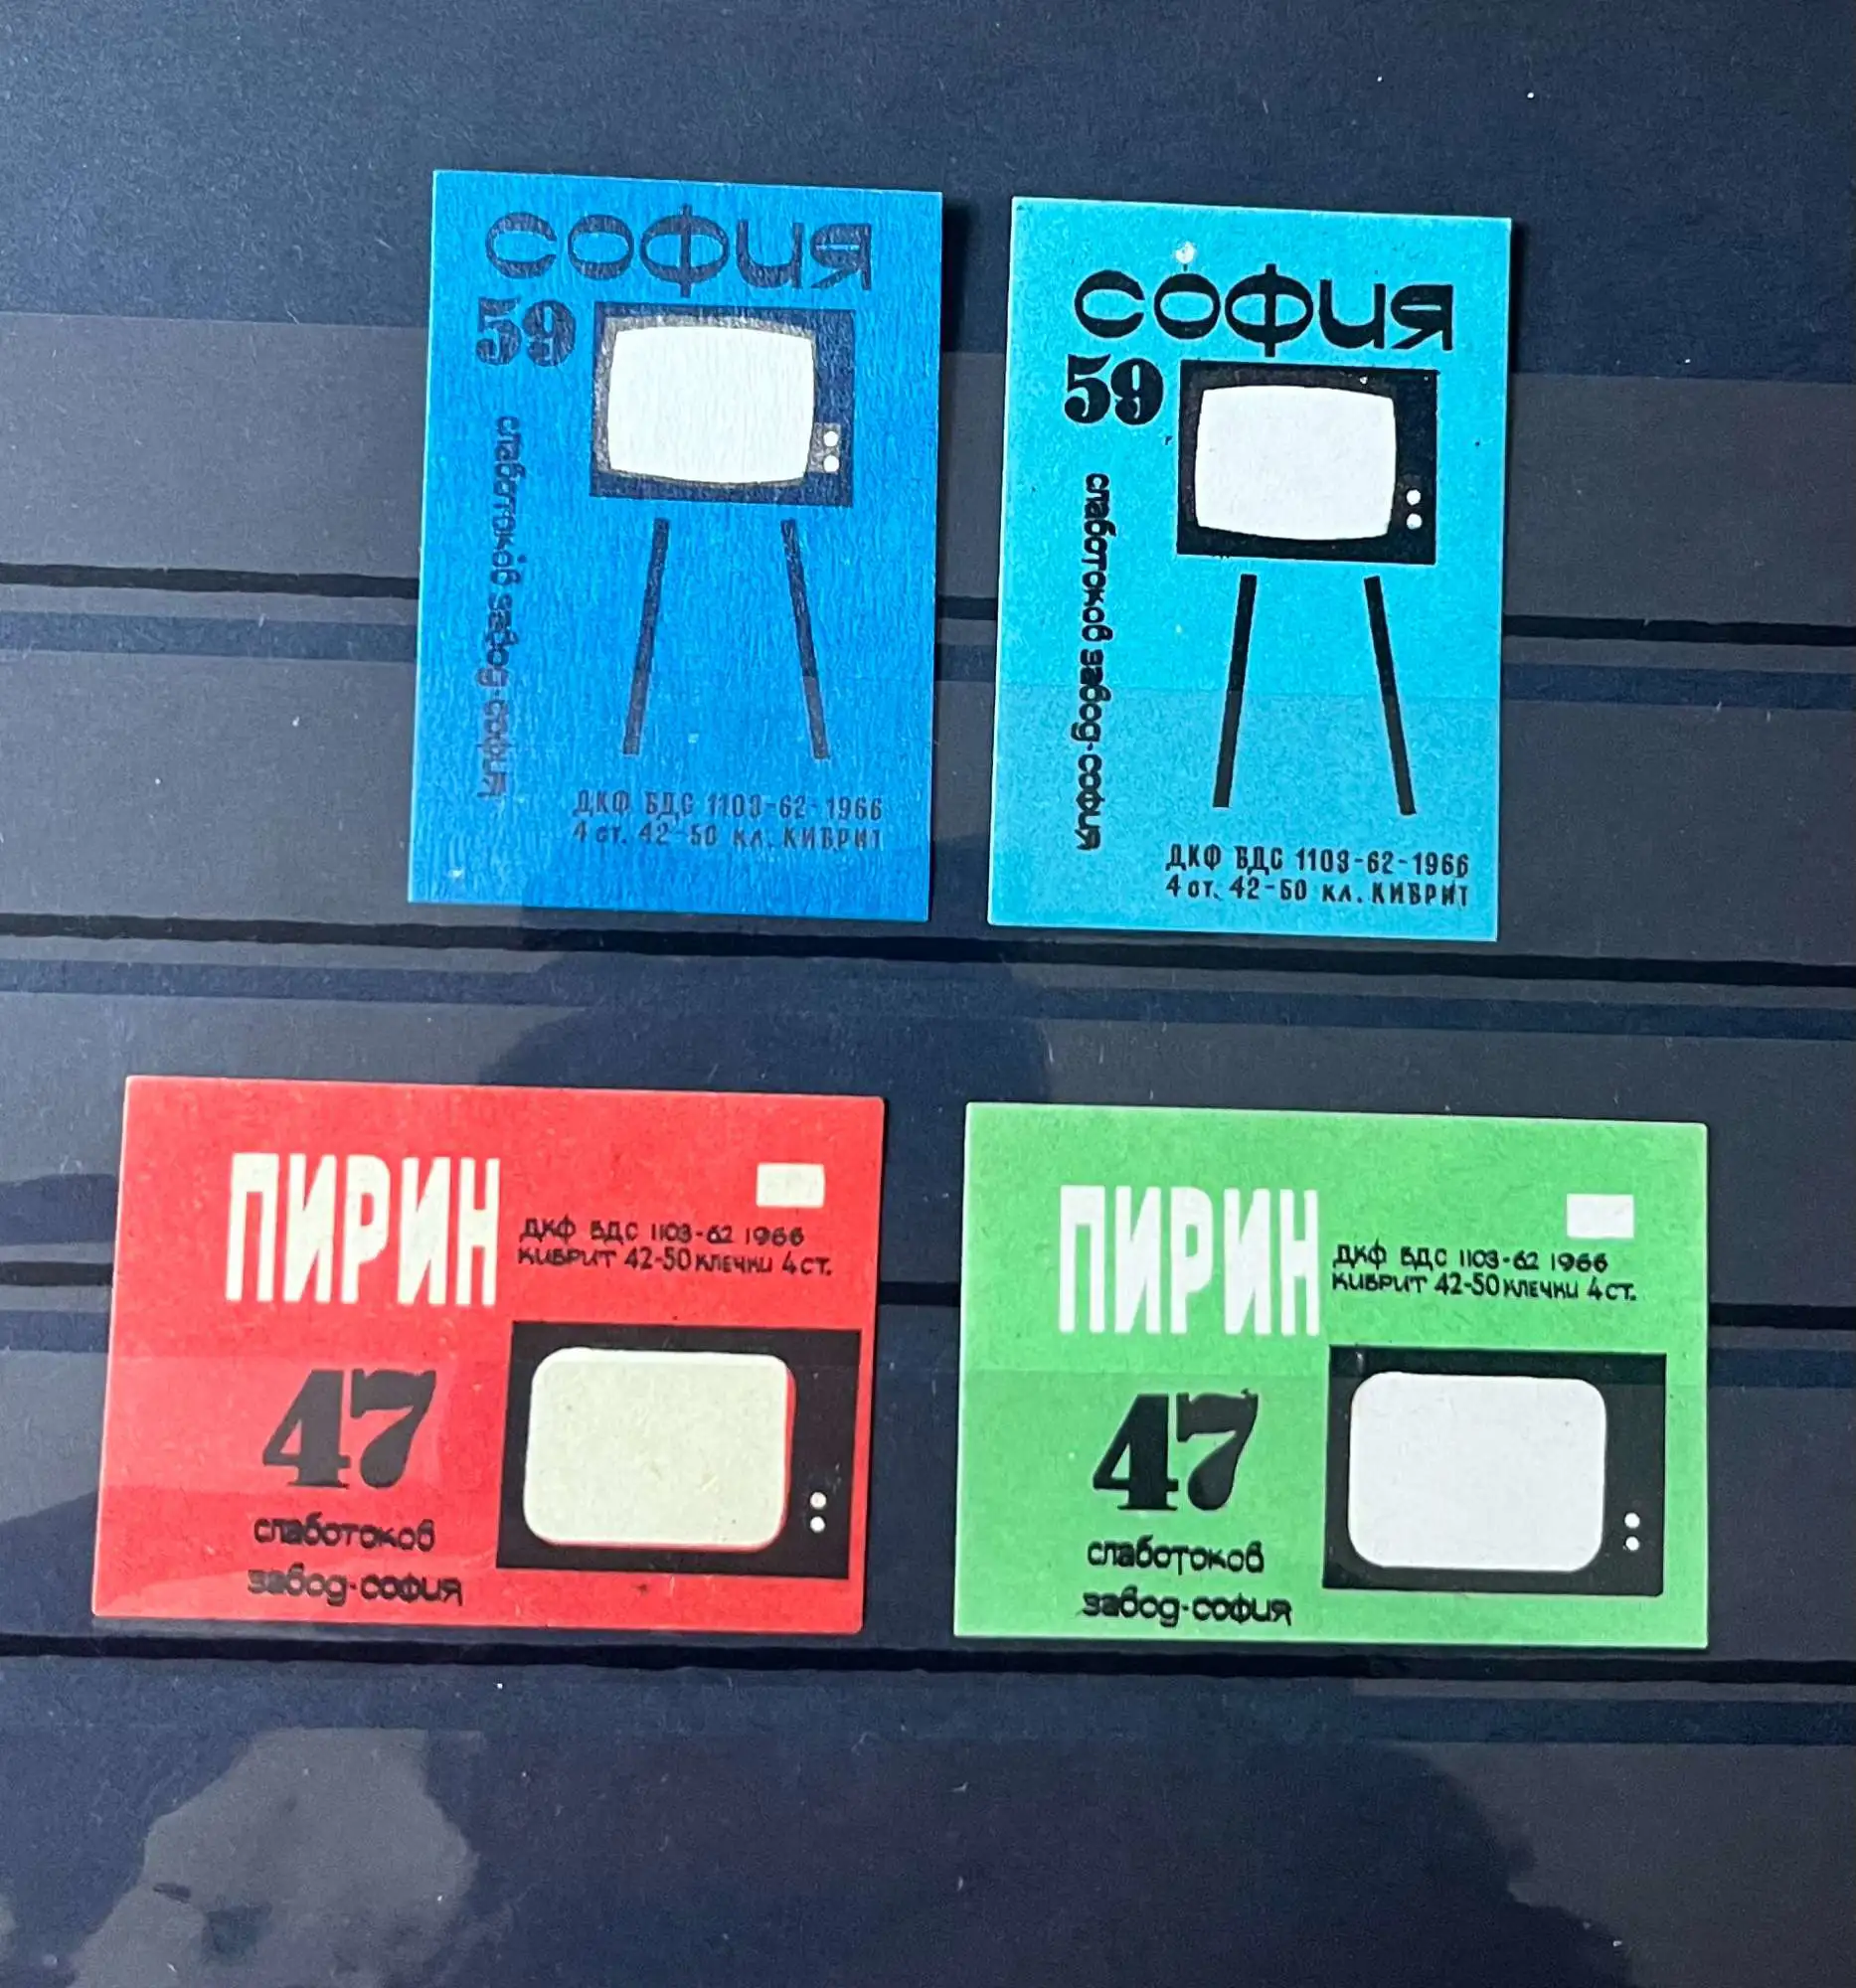 софия
59
слаботоков завод·софия
ДКФ БДС 1103-62-1966
4 ст. 42-50 кл. КИБРИТ
софия
59
слаботоков завод·софия
ДКФ БДС 1103-62-1966
4 ст. 42-50 кл. КИБРИТ
ПИРИН
ДКФ БДС 1103-62 1966
КИБРИТ 42-50 КЛЕЧКИ 4 СТ.
47
слаботоков
завод·софия
ПИРИН
ДКФ БДС 1103-62 1966
КИБРИТ 42-50 КЛЕЧКИ 4 СТ.
47
слаботоков
завод·софия